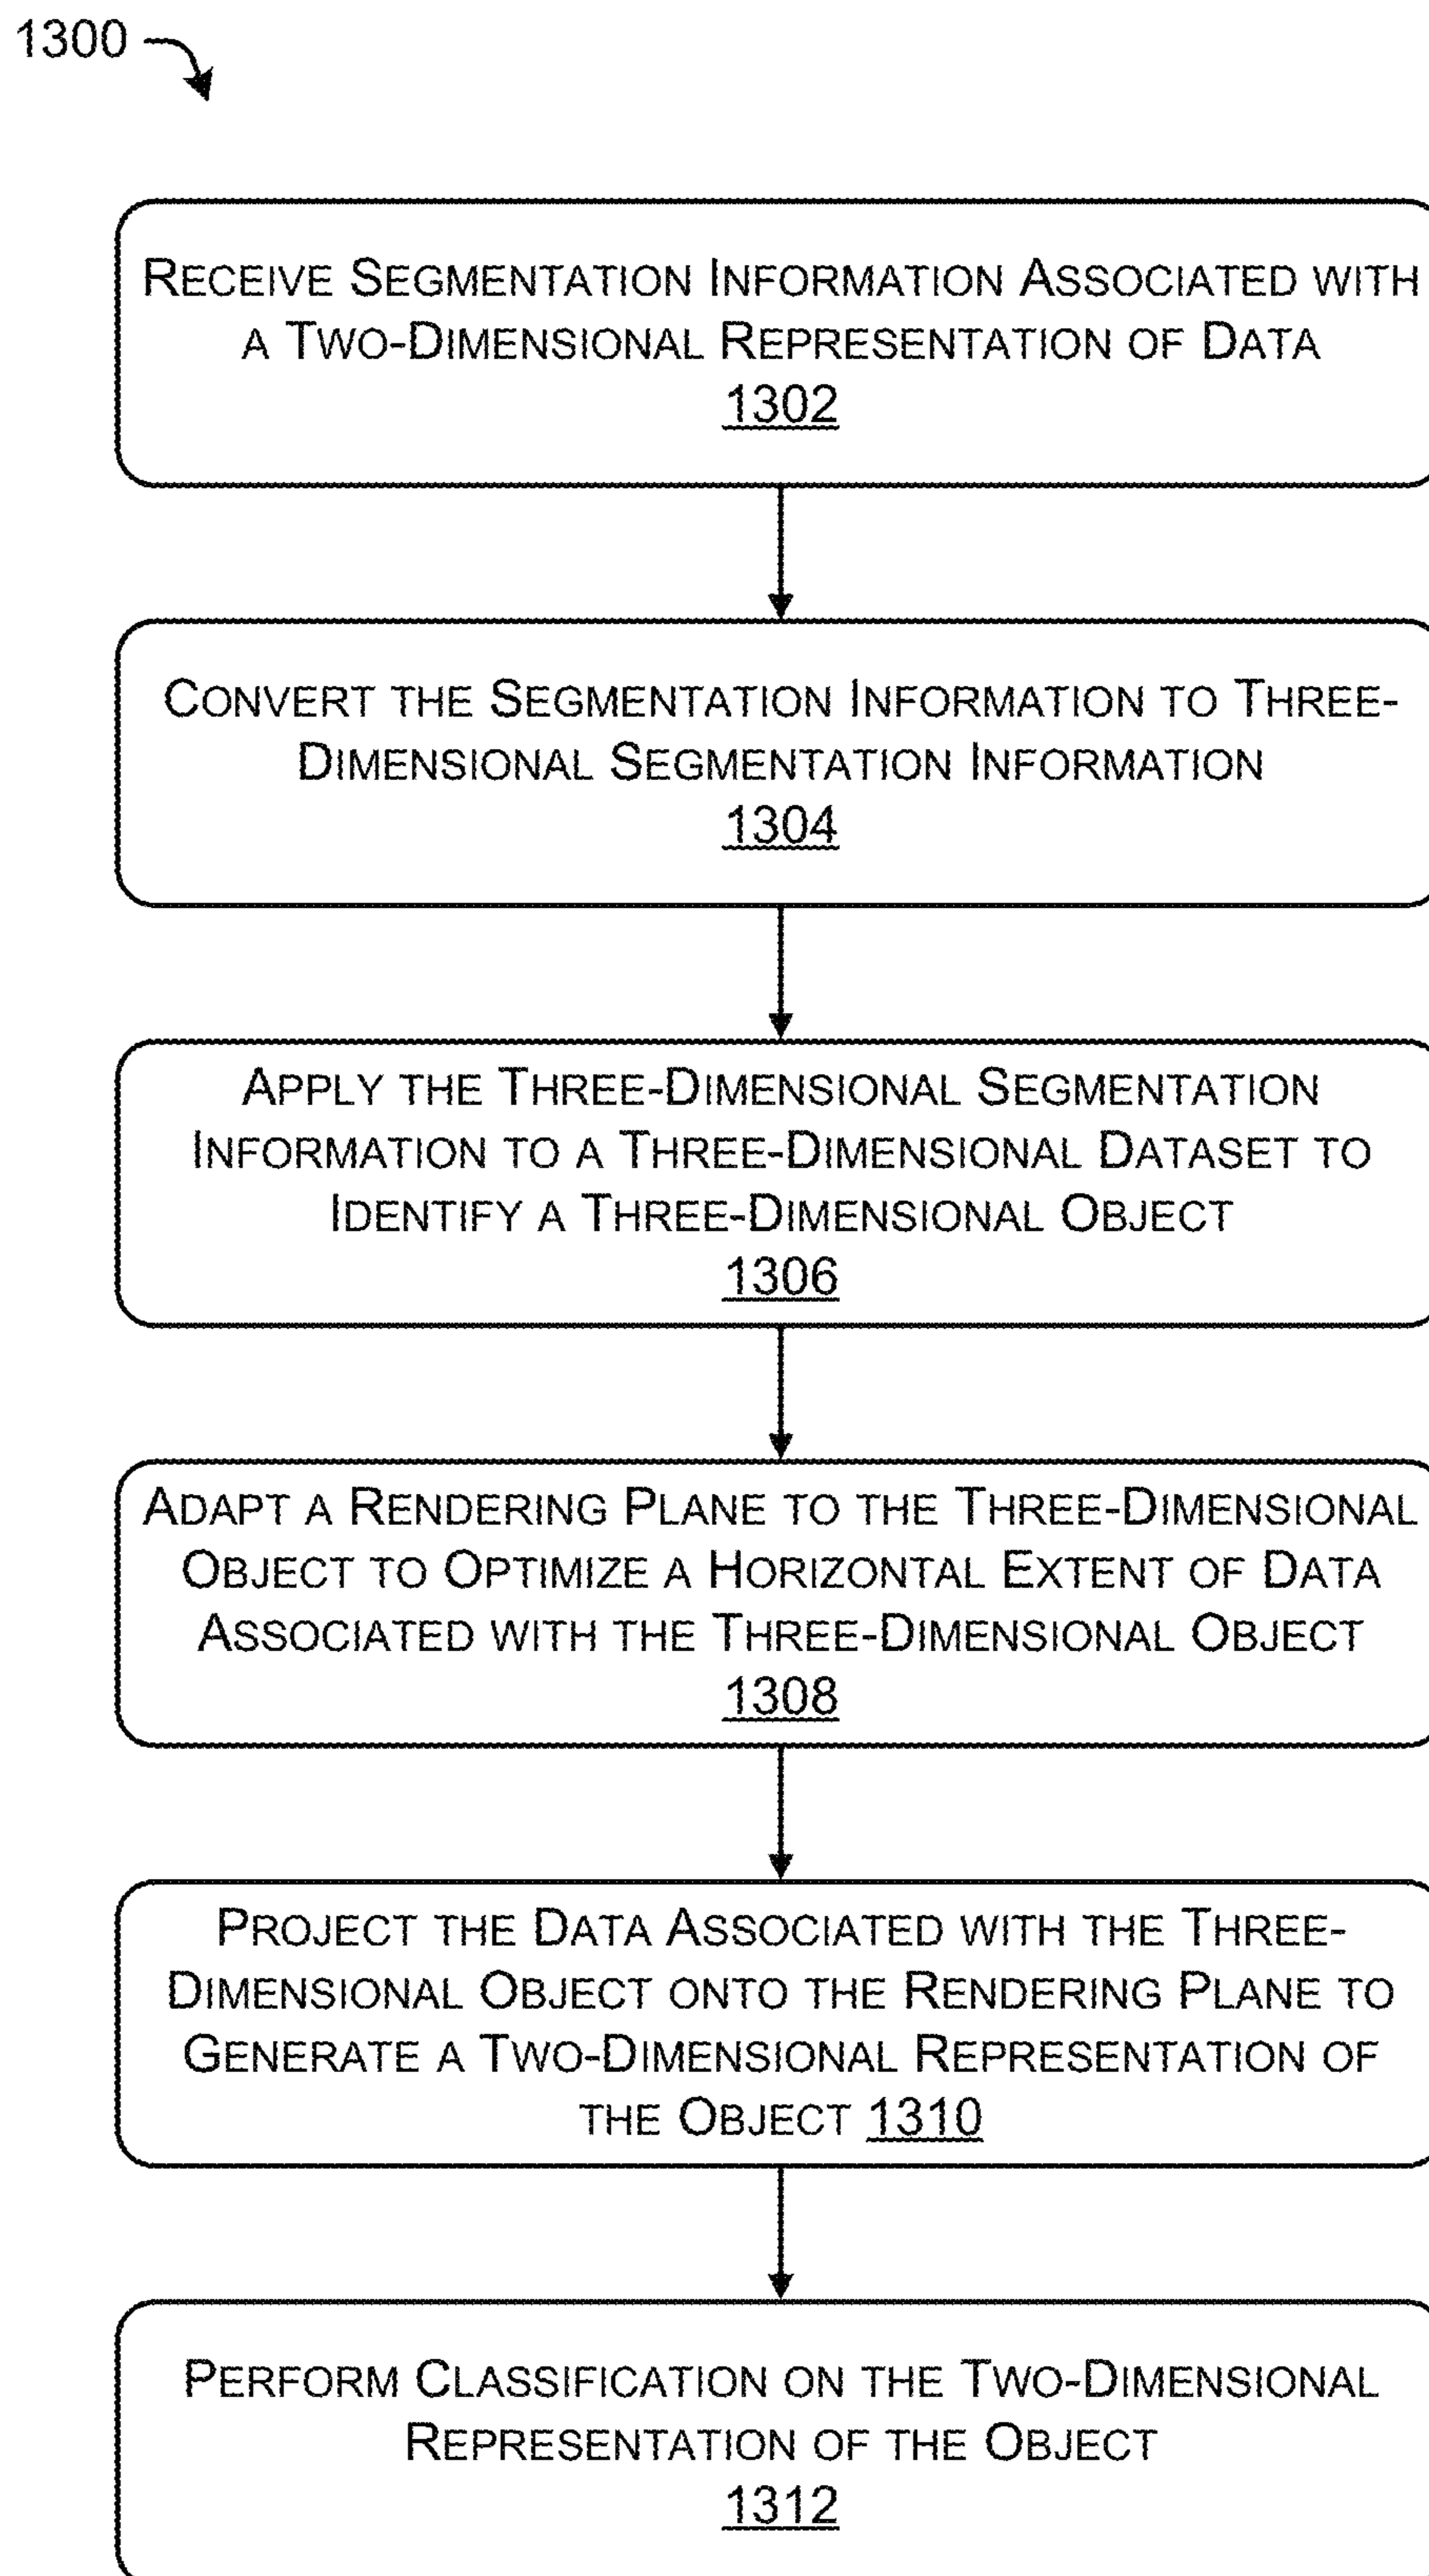 1300
RECEIVE SEGMENTATION INFORMATION ASSOCIATED WITH
A TWO-DIMENSIONAL REPRESENTATION OF DATA
1302
CONVERT THE SEGMENTATION INFORMATION TO THREE-
DIMENSIONAL SEGMENTATION INFORMATION
1304
APPLY THE THREE-DIMENSIONAL SEGMENTATION
INFORMATION TO A THREE-DIMENSIONAL DATASET TO
IDENTIFY A THREE-DIMENSIONAL OBJECT
1306
ADAPT A RENDERING PLANE TO THE THREE-DIMENSIONAL
OBJECT TO OPTIMIZE A HORIZONTAL EXTENT OF DATA
ASSOCIATED WITH THE THREE-DIMENSIONAL OBJECT
1308
PROJECT THE DATA ASSOCIATED WITH THE THREE-
DIMENSIONAL OBJECT ONTO THE RENDERING PLANE TO
GENERATE A TWO-DIMENSIONAL REPRESENTATION OF
THE OBJECT 1310
PERFORM CLASSIFICATION ON THE TWO-DIMENSIONAL
REPRESENTATION OF THE OBJECT
1312